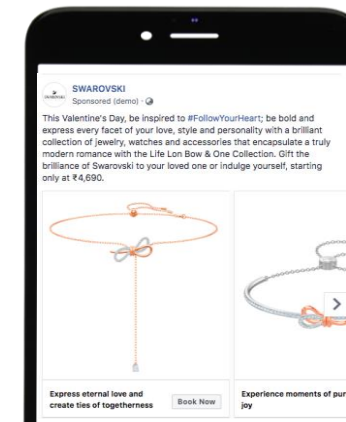 SWAROVSKI
Sponsored (demo) ·
This Valentine's Day, be inspired to #FollowYourHeart; be bold and
express every facet of your love, style and personality with a brilliant
collection of jewelry, watches and accessories that encapsulate a truly
modern romance with the Life Lon Bow & One Collection. Gift the
brilliance of Swarovski to your loved one or indulge yourself, starting
only at ₹4,690.
Express eternal love and
create ties of togetherness
Book Now
Experience moments of pur
joy